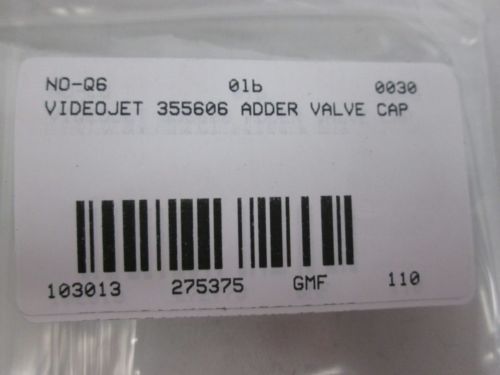 NO-Q6 01b 0030
VIDEOJET 355606 ADDER VALVE CAP
103013 275375 GMF 110